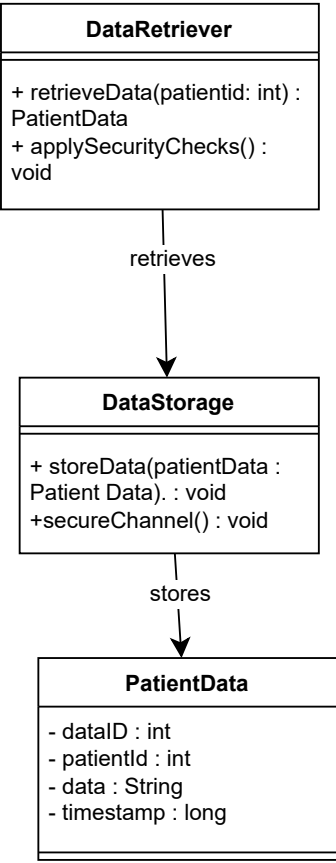 DataRetriever
+ retrieveData(patientid: int) :
PatientData
+ applySecurityChecks() :
void
retrieves
DataStorage
+ storeData(patientData :
Patient Data). : void
+secureChannel() : void
stores
PatientData
- dataID : int
- patientId : int
- data : String
- timestamp : long